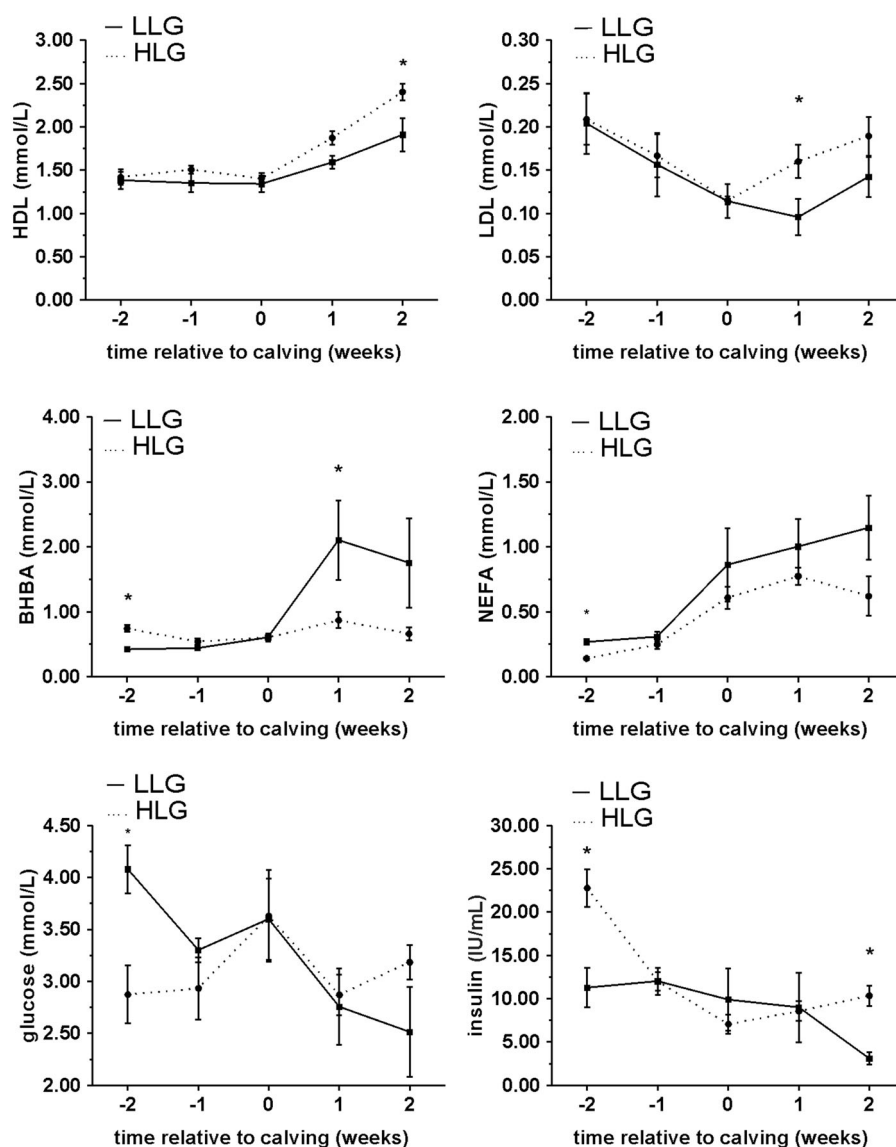 LLG
HLG
HDL (mmol/L)
3.00
2.50
2.00
1.50
1.00
0.50
0.00
*
-2 -1 0 1 2
time relative to calving (weeks)
LLG
HLG
LDL (mmol/L)
0.30
0.25
0.20
0.15
0.10
0.05
0.00
*
-2 -1 0 1 2
time relative to calving (weeks)
LLG
HLG
BHBA (mmol/L)
4.00
3.00
2.00
1.00
0.00
* *
-2 -1 0 1 2
time relative to calving (weeks)
LLG
HLG
NEFA (mmol/L)
2.00
1.50
1.00
0.50
0.00
*
-2 -1 0 1 2
time relative to calving (weeks)
LLG
HLG
glucose (mmol/L)
4.50
4.00
3.50
3.00
2.50
2.00
*
-2 -1 0 1 2
time relative to calving (weeks)
LLG
HLG
insulin (IU/mL)
30.00
25.00
20.00
15.00
10.00
5.00
0.00
* *
-2 -1 0 1 2
time relative to calving (weeks)